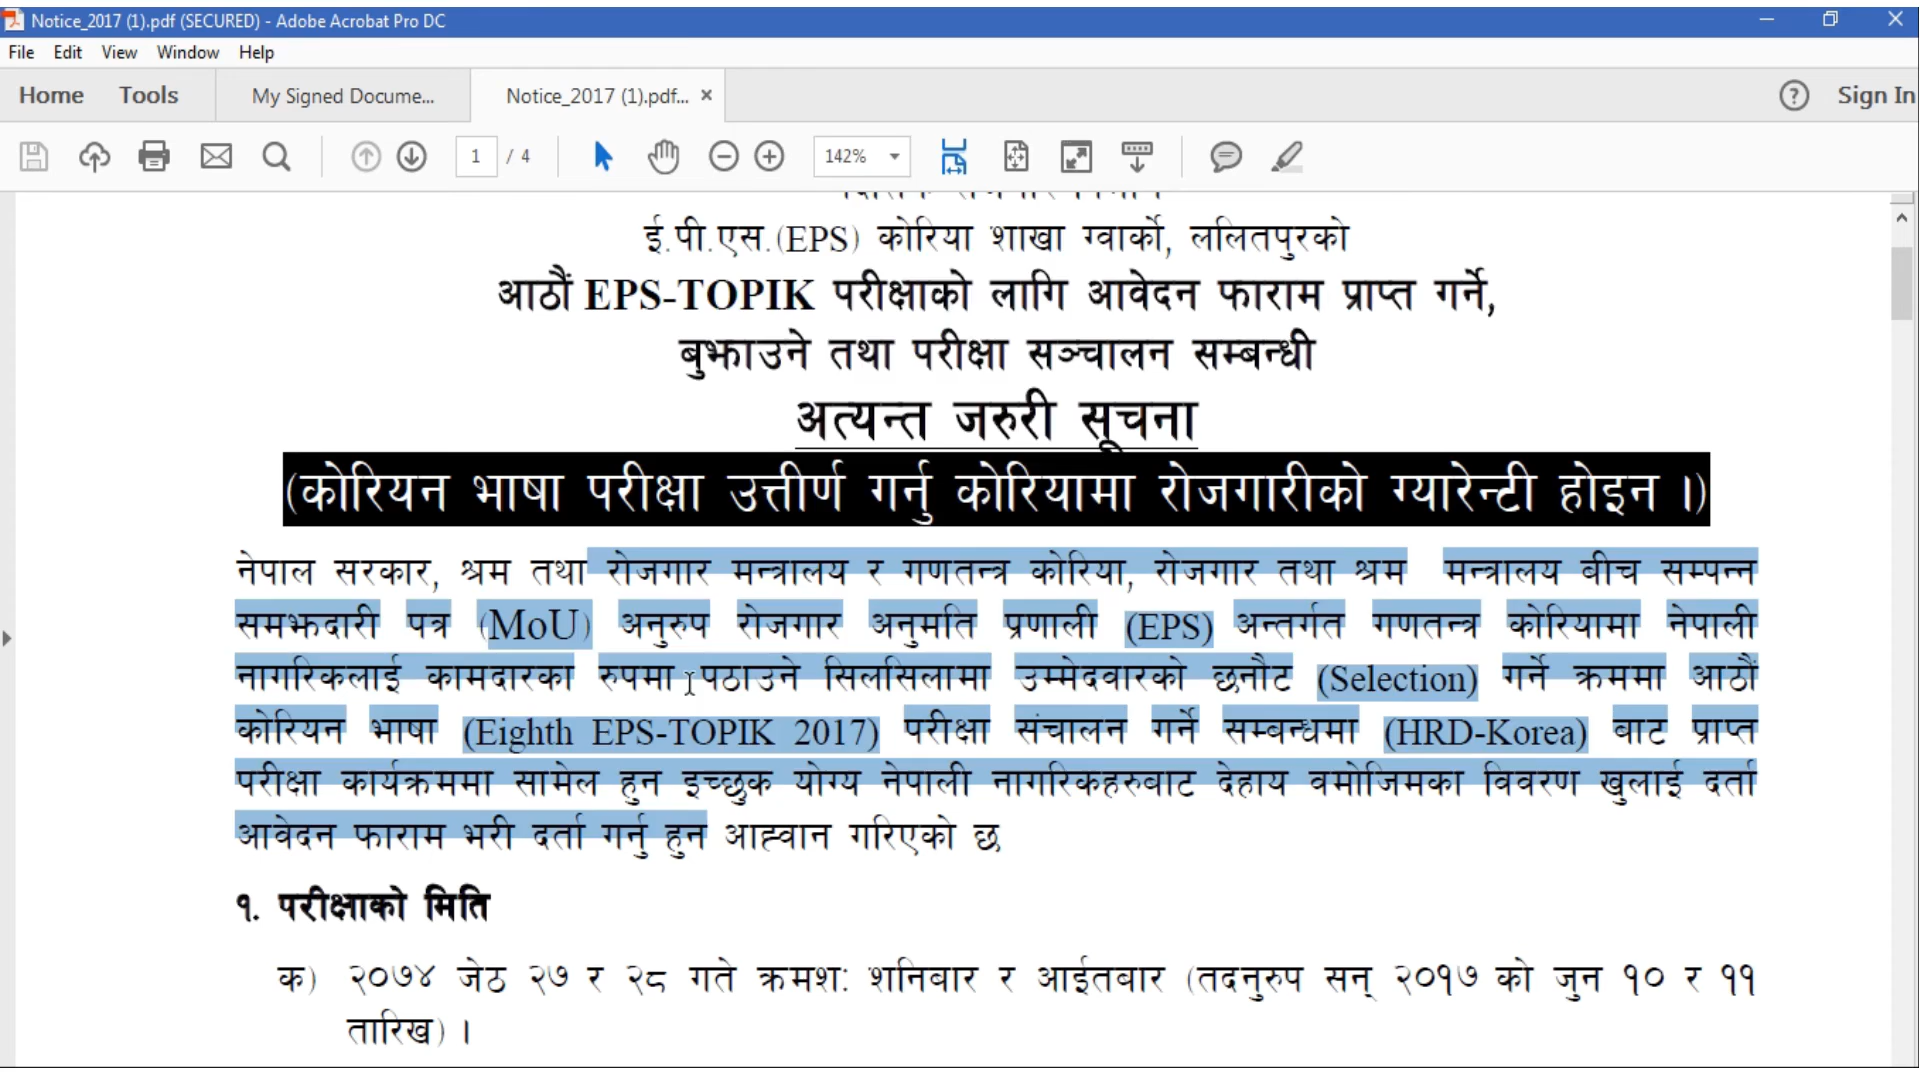 Notice_2017 (1).pdf (SECURED) - Adobe Acrobat Pro DC
File Edit View Window Help
Home Tools My Signed Docume... Notice_2017 (1).pdf... × ? Sign In
1 / 4 142%
ई.पी.एस.(EPS) कोरिया शाखा ग्वार्को, ललितपुरको
आठौं EPS-TOPIK परीक्षाको लागि आवेदन फाराम प्राप्त गर्ने,
बुझाउने तथा परीक्षा सञ्चालन सम्बन्धी
अत्यन्त जरुरी सूचना
(कोरियन भाषा परीक्षा उत्तीर्ण गर्नु कोरियामा रोजगारीको ग्यारेन्टी होइन ।)
नेपाल सरकार, श्रम तथा रोजगार मन्त्रालय र गणतन्त्र कोरिया, रोजगार तथा श्रम मन्त्रालय बीच सम्पन्न
समझदारी पत्र (MoU) अनुरुप रोजगार अनुमति प्रणाली (EPS) अन्तर्गत गणतन्त्र कोरियामा नेपाली
नागरिकलाई कामदारका रुपमा पठाउने सिलसिलामा उम्मेदवारको छनौट (Selection) गर्ने क्रममा आठौं
कोरियन भाषा (Eighth EPS-TOPIK 2017) परीक्षा संचालन गर्ने सम्बन्धमा (HRD-Korea) बाट प्राप्त
परीक्षा कार्यक्रममा सामेल हुन इच्छुक योग्य नेपाली नागरिकहरुबाट देहाय वमोजिमका विवरण खुलाई दर्ता
आवेदन फाराम भरी दर्ता गर्नु हुन आह्वान गरिएको छ
१. परीक्षाको मिति
क) २०७४ जेठ २७ र २८ गते क्रमश: शनिबार र आईतबार (तदनुरुप सन् २०१७ को जुन १० र ११
तारिख) ।